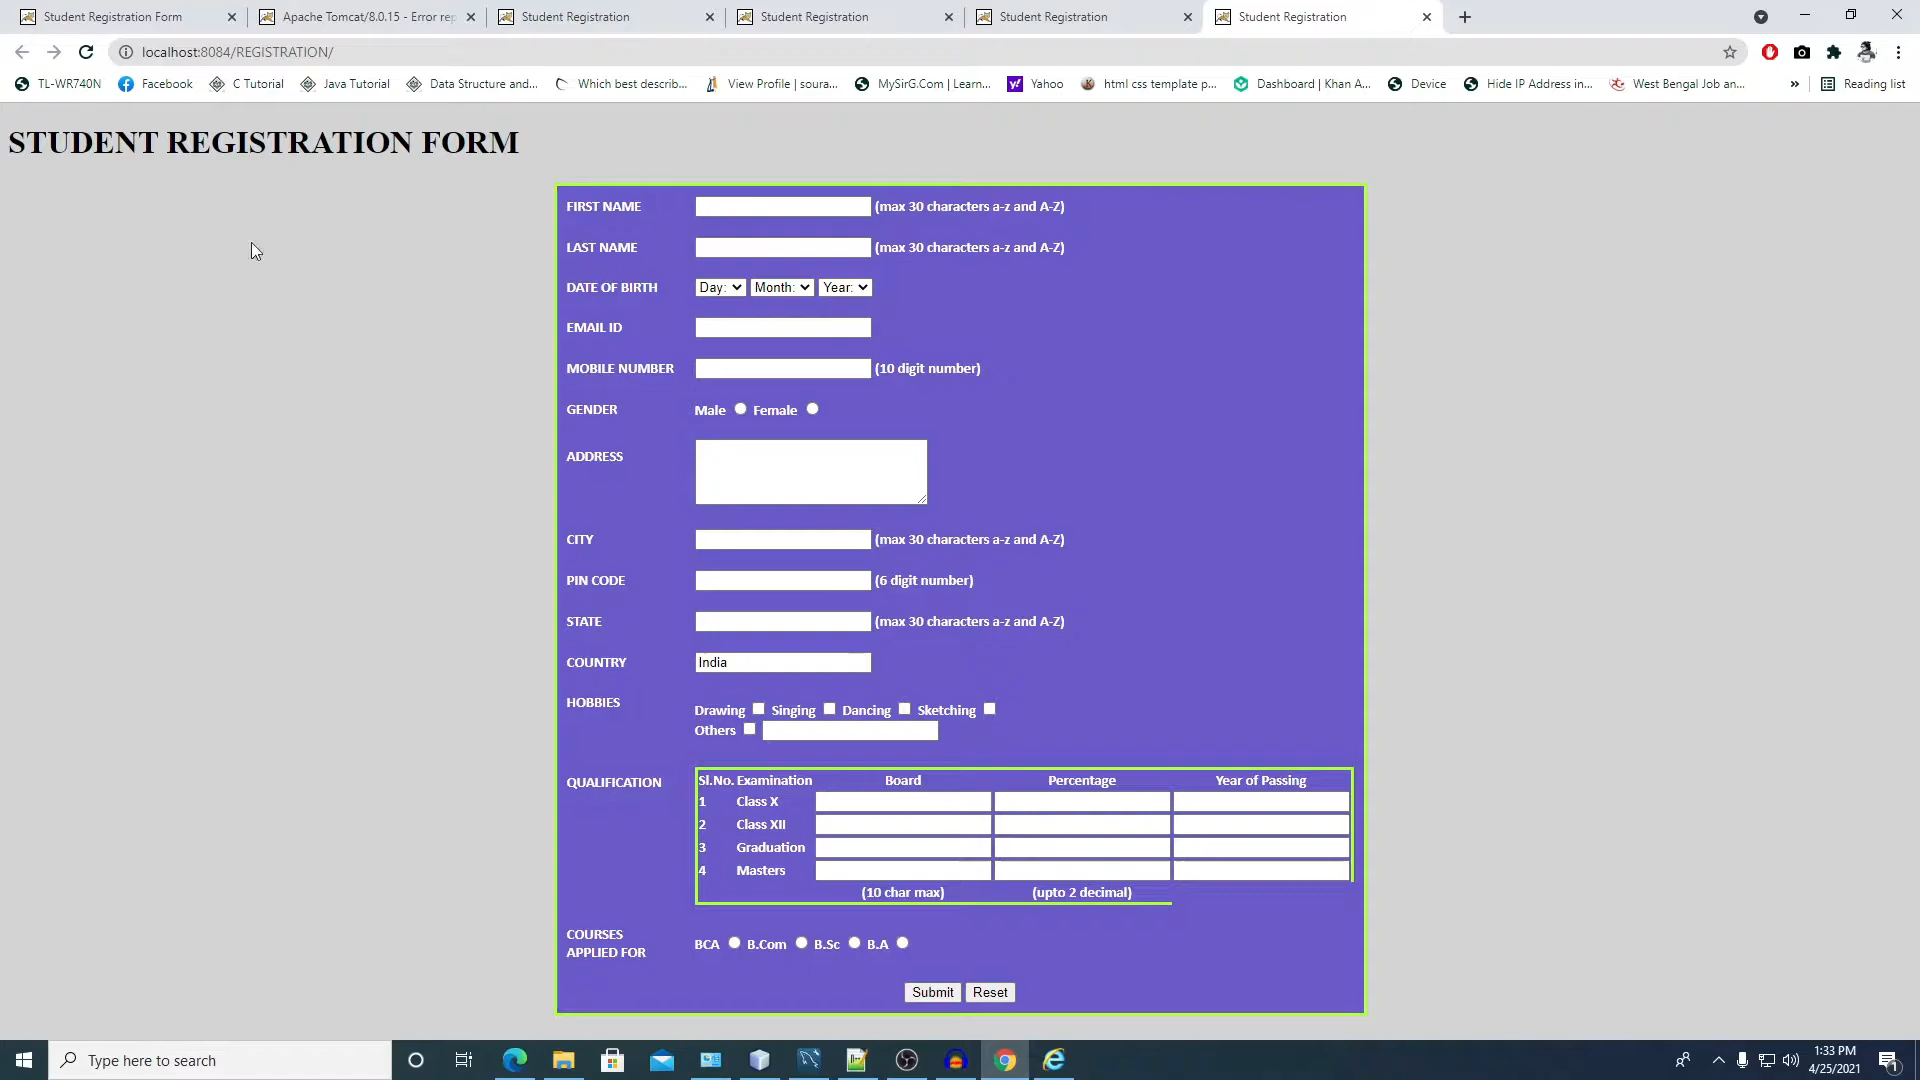 Student Registration Form
Apache Tomcat/8.0.15 - Error rep
Student Registration
Student Registration
Student Registration
Student Registration
localhost:8084/REGISTRATION/
TL-WR740N
Facebook
C Tutorial
Java Tutorial
Data Structure and...
Which best describ...
View Profile | soura...
MySirG.Com | Learn...
Yahoo
html css template p...
Dashboard | Khan A...
Device
Hide IP Address in...
West Bengal Job an...
»
Reading list
STUDENT REGISTRATION FORM
FIRST NAME (max 30 characters a-z and A-Z)
LAST NAME (max 30 characters a-z and A-Z)
DATE OF BIRTH Day: Month: Year:
EMAIL ID
MOBILE NUMBER (10 digit number)
GENDER Male Female
ADDRESS
CITY (max 30 characters a-z and A-Z)
PIN CODE (6 digit number)
STATE (max 30 characters a-z and A-Z)
COUNTRY India
HOBBIES Drawing Singing Dancing Sketching
Others
QUALIFICATION Sl.No. Examination Board Percentage Year of Passing
1 Class X
2 Class XII
3 Graduation
4 Masters
(10 char max) (upto 2 decimal)
COURSES
APPLIED FOR
BCA B.Com B.Sc B.A
Submit Reset
Type here to search
1:33 PM
4/25/2021
1